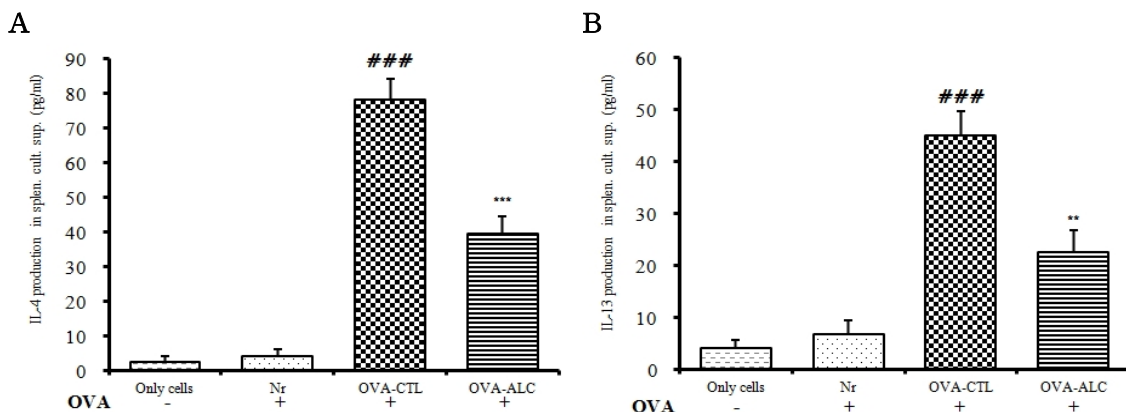 A
IL-4 production in splen. cult. sup. (pg/ml)
90
80
70
60
50
40
30
20
10
0
###
***
Only cells Nr OVA-CTL OVA-ALC
OVA - + + +
B
IL-13 production in splen. cult. sup. (pg/ml)
60
50
40
30
20
10
0
###
**
Only cells Nr OVA-CTL OVA-ALC
OVA - + + +